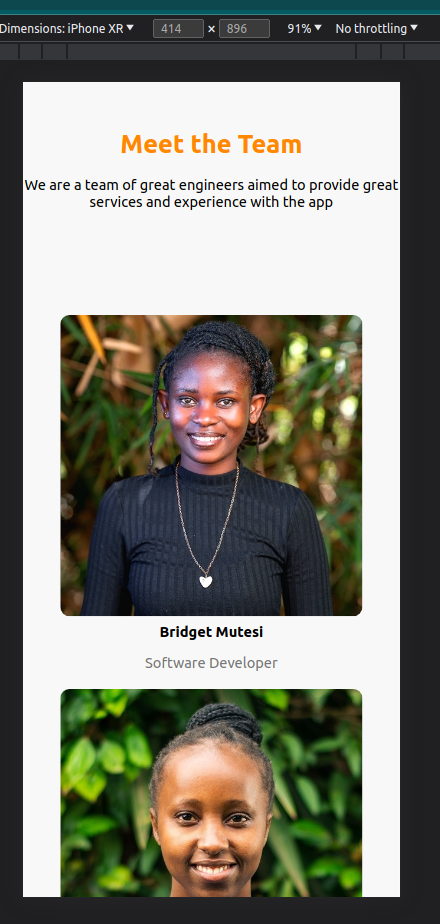 Dimensions: iPhone XR 414 × 896 91% No throttling
Meet the Team
We are a team of great engineers aimed to provide great
services and experience with the app
Bridget Mutesi
Software Developer